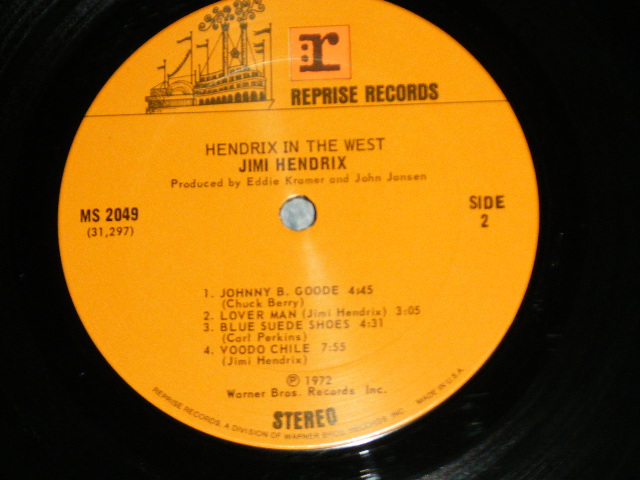 r
REPRISE RECORDS
HENDRIX IN THE WEST
JIMI HENDRIX
Produced by Eddie Kramer and John Jansen
MS 2049
(31,297)
SIDE
2
1. JOHNNY B. GOODE 4:45
(Chuck Berry)
2. LOVER MAN (Jimi Hendrix) 3:05
3. BLUE SUEDE SHOES 4:31
(Carl Perkins)
4. VOODO CHILE 7:55
(Jimi Hendrix)
℗ 1972
Warner Bros. Records Inc.
STEREO
REPRISE RECORDS, A DIVISION OF WARNER BROS. RECORDS, INC. MADE IN U.S.A.